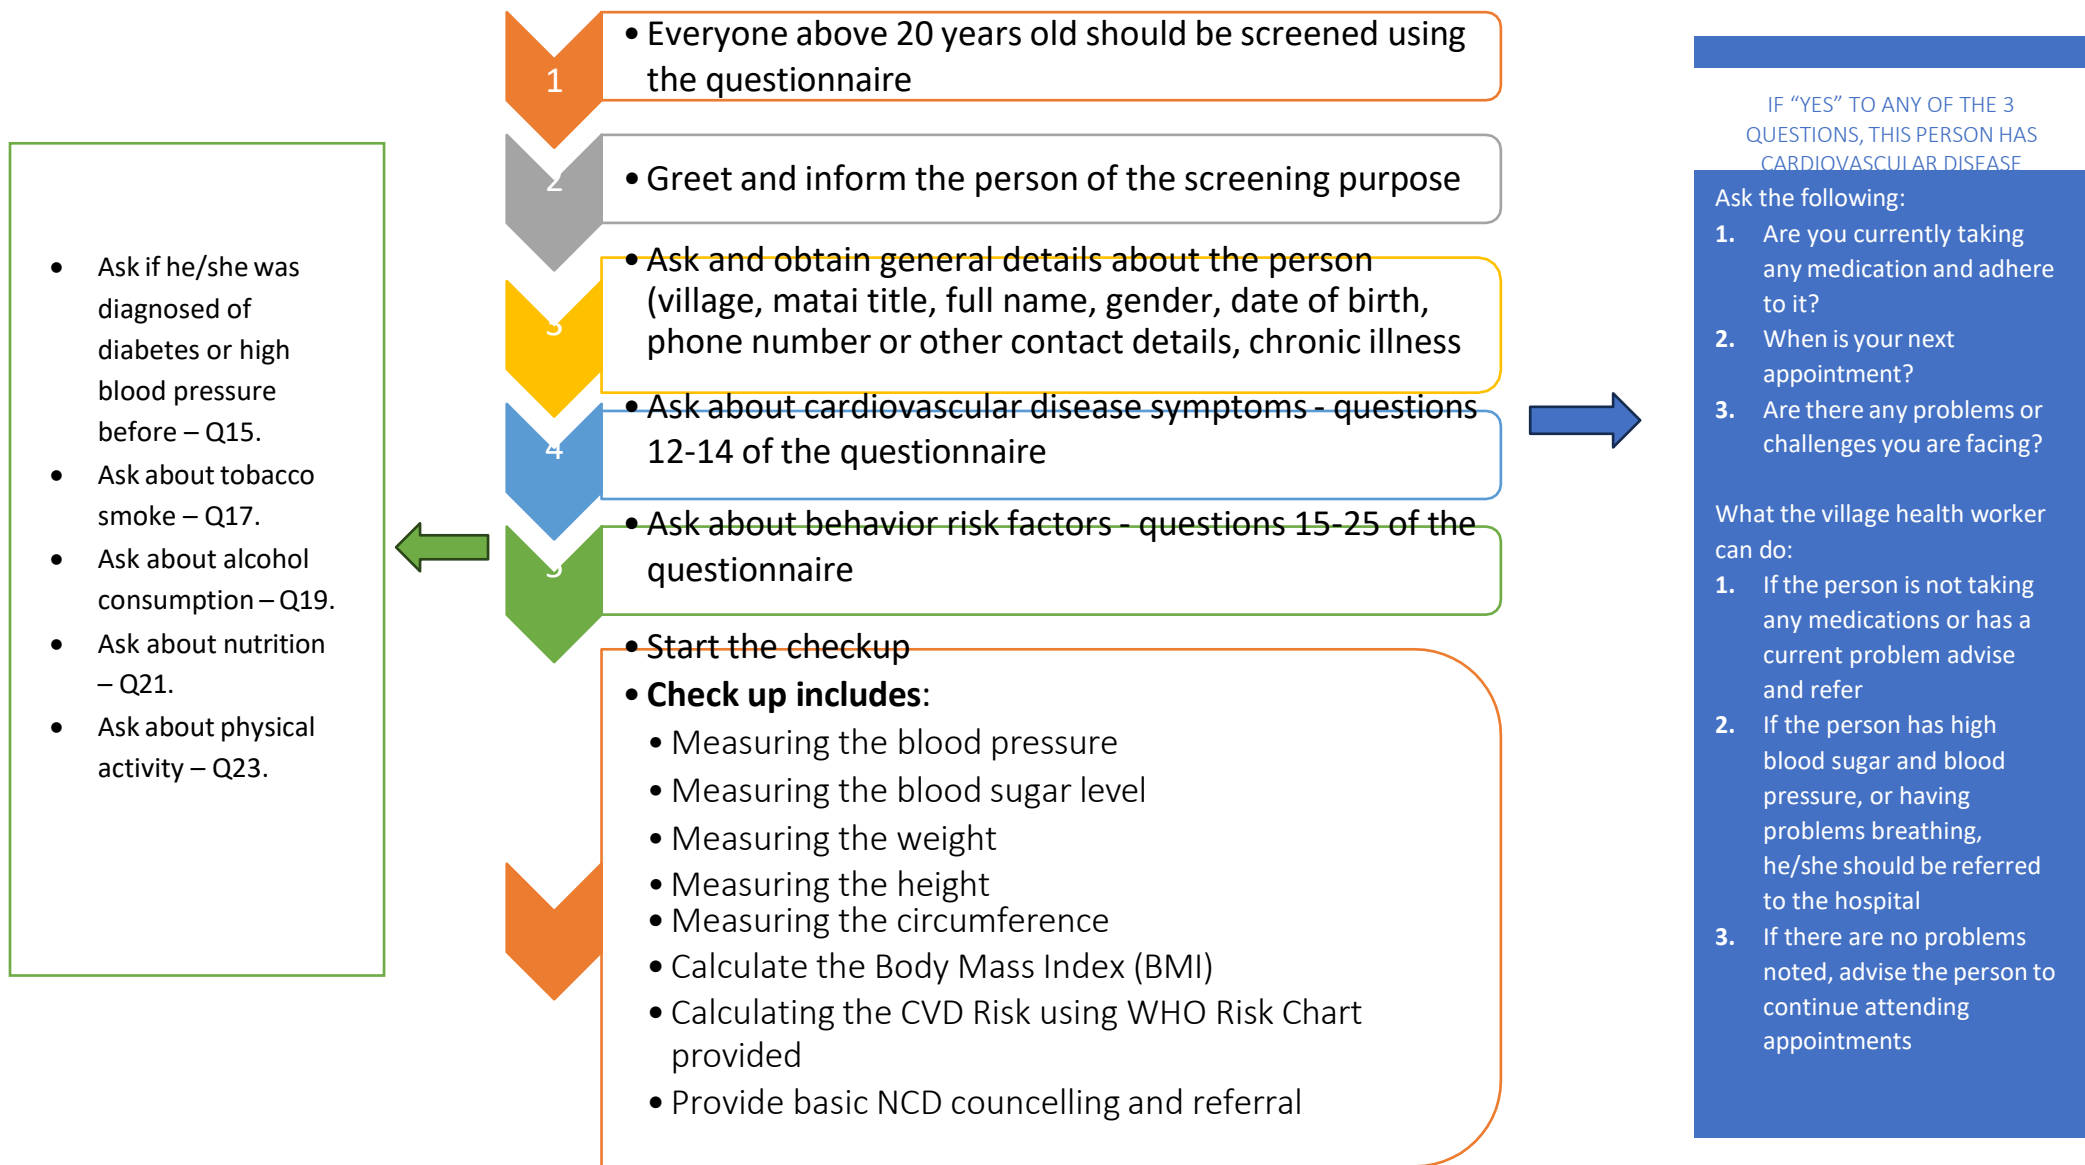 • Ask if he/she was
diagnosed of
diabetes or high
blood pressure
before – Q15.
• Ask about tobacco
smoke – Q17.
• Ask about alcohol
consumption – Q19.
• Ask about nutrition
– Q21.
• Ask about physical
activity – Q23.
1
• Everyone above 20 years old should be screened using
the questionnaire
2
• Greet and inform the person of the screening purpose
3
• Ask and obtain general details about the person
(village, matai title, full name, gender, date of birth,
phone number or other contact details, chronic illness
4
• Ask about cardiovascular disease symptoms - questions
12-14 of the questionnaire
5
• Ask about behavior risk factors - questions 15-25 of the
questionnaire
• Start the checkup
• Check up includes:
• Measuring the blood pressure
• Measuring the blood sugar level
• Measuring the weight
• Measuring the height
• Measuring the circumference
• Calculate the Body Mass Index (BMI)
• Calculating the CVD Risk using WHO Risk Chart
provided
• Provide basic NCD councelling and referral
IF “YES” TO ANY OF THE 3
QUESTIONS, THIS PERSON HAS
CARDIOVASCULAR DISEASE
Ask the following:
1. Are you currently taking
any medication and adhere
to it?
2. When is your next
appointment?
3. Are there any problems or
challenges you are facing?
What the village health worker
can do:
1. If the person is not taking
any medications or has a
current problem advise
and refer
2. If the person has high
blood sugar and blood
pressure, or having
problems breathing,
he/she should be referred
to the hospital
3. If there are no problems
noted, advise the person to
continue attending
appointments